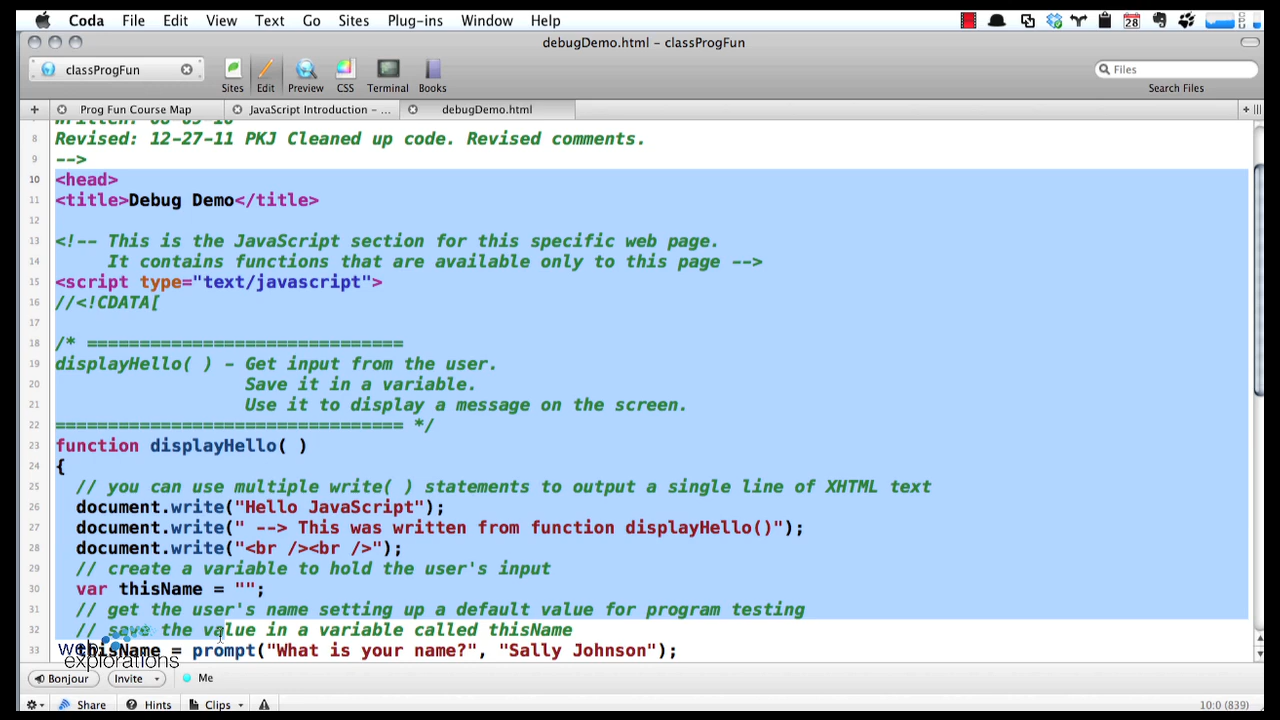 Coda File Edit View Text Go Sites Plug-ins Window Help 28
debugDemo.html – classProgFun
classProgFun Files
Sites Edit Preview CSS Terminal Books Search Files
Prog Fun Course Map JavaScript Introduction – ... debugDemo.html
8 Revised: 12-27-11 PKJ Cleaned up code. Revised comments.
9 -->
10 <head>
11 <title>Debug Demo</title>
12
13 <!-- This is the JavaScript section for this specific web page.
14 It contains functions that are available only to this page -->
15 <script type="text/javascript">
16 //<!CDATA[
17
18 /* ==============================
19 displayHello( ) - Get input from the user.
20 Save it in a variable.
21 Use it to display a message on the screen.
22 ================================= */
23 function displayHello( )
24 {
25 // you can use multiple write( ) statements to output a single line of XHTML text
26 document.write("Hello JavaScript");
27 document.write(" --> This was written from function displayHello()");
28 document.write("<br /><br />");
29 // create a variable to hold the user's input
30 var thisName = "";
31 // get the user's name setting up a default value for program testing
32 // save the value in a variable called thisName
33 thisName = prompt("What is your name?", "Sally Johnson");
web
explorations
Bonjour Invite Me
Share Hints Clips 10:0 (839)